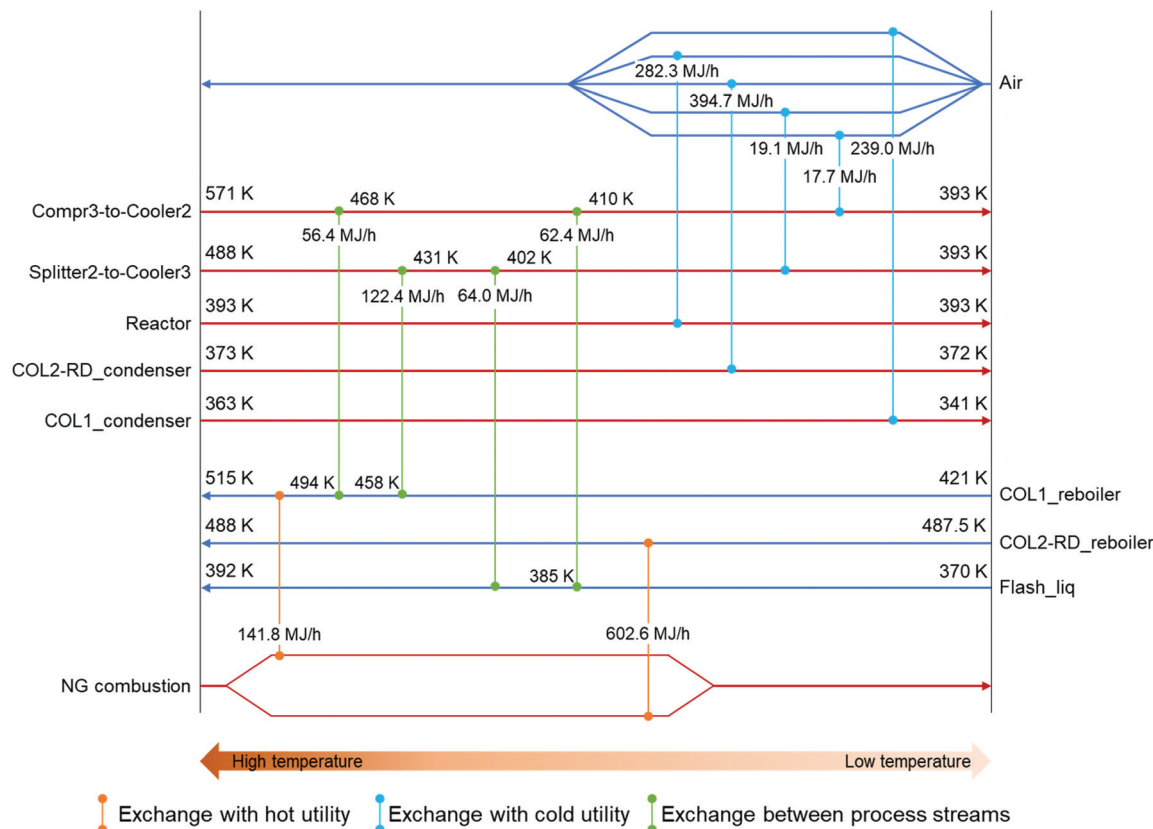 Air
282.3 MJ/h
394.7 MJ/h
19.1 MJ/h 239.0 MJ/h
17.7 MJ/h
571 K 468 K 410 K 393 K
Compr3-to-Cooler2
56.4 MJ/h 62.4 MJ/h
488 K 431 K 402 K 393 K
Splitter2-to-Cooler3
122.4 MJ/h 64.0 MJ/h
393 K 393 K
Reactor
373 K 372 K
COL2-RD_condenser
363 K 341 K
COL1_condenser
515 K 494 K 458 K 421 K
COL1_reboiler
488 K 487.5 K
COL2-RD_reboiler
392 K 385 K 370 K
Flash_liq
141.8 MJ/h 602.6 MJ/h
NG combustion
High temperature Low temperature
Exchange with hot utility Exchange with cold utility Exchange between process streams